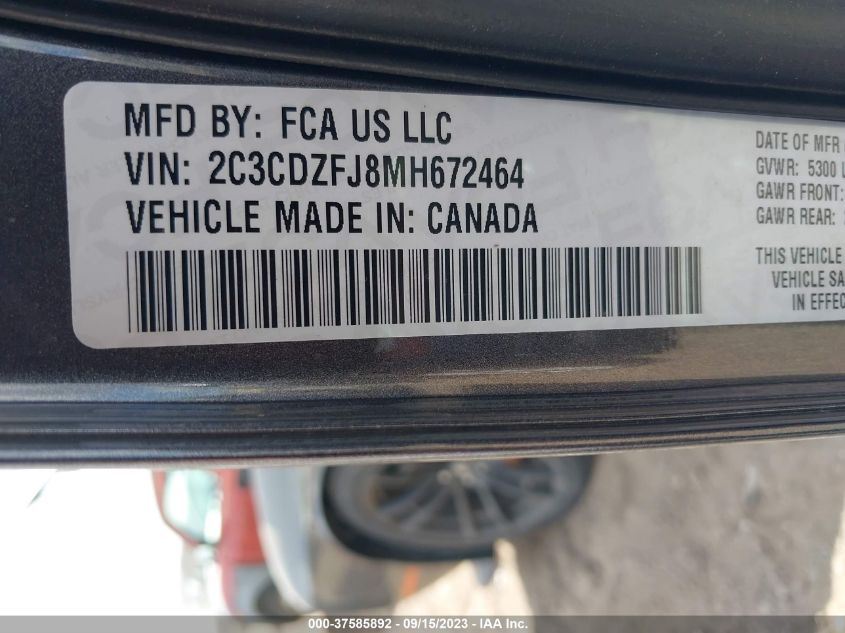 MFD BY: FCA US LLC
VIN: 2C3CDZFJ8MH672464
VEHICLE MADE IN: CANADA
DATE OF MFR
GVWR: 5300 L
GAWR FRONT:
GAWR REAR:
THIS VEHICLE
VEHICLE SA
IN EFFEC
000-37585892 - 09/15/2023 - IAA Inc.